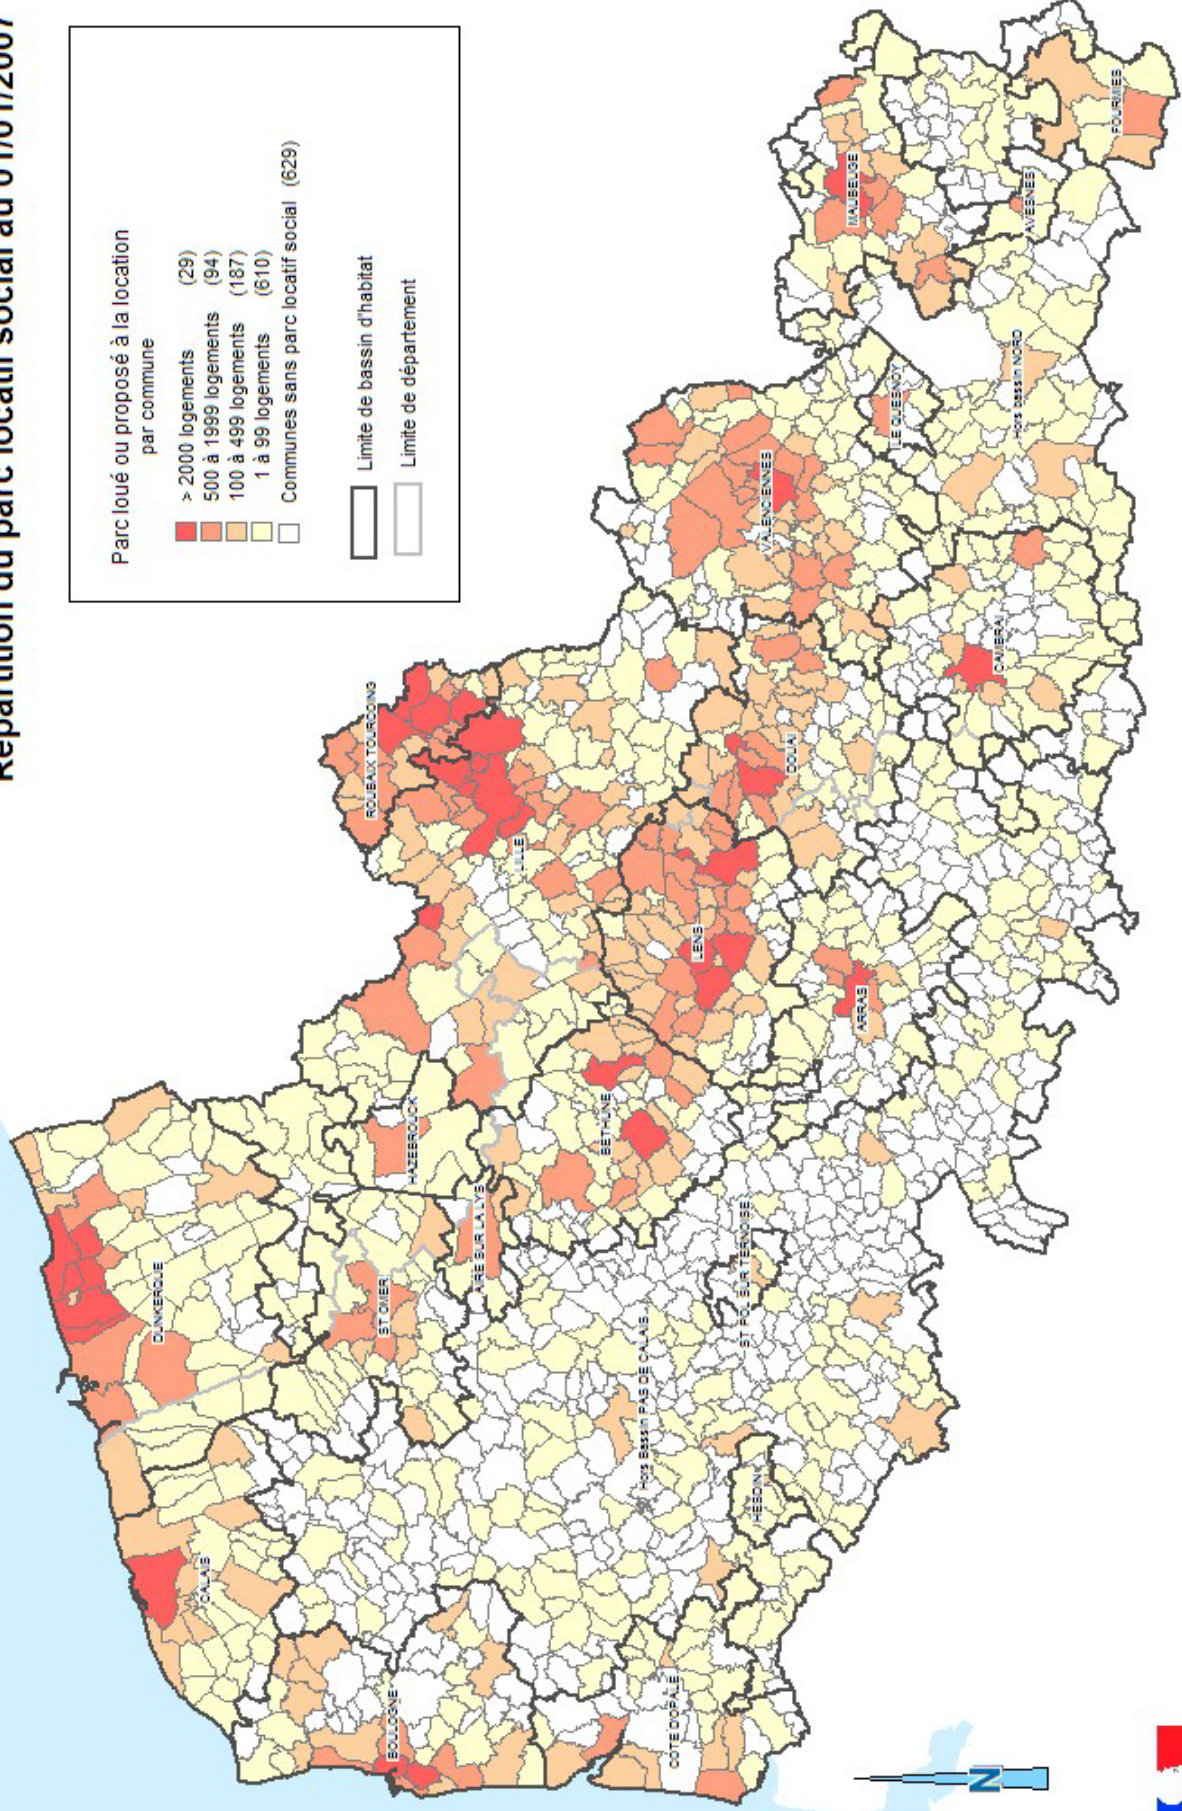 Répartition du parc locatif social au 01/01/2007
Parc loué ou proposé à la location
par commune
> 2000 logements (29)
500 à 1999 logements (94)
100 à 499 logements (187)
1 à 99 logements (610)
Communes sans parc locatif social (629)
Limite de bassin d'habitat
Limite de département
DUNKERQUE
CALAIS
ROUBAIX TOURCOING
ST OMER
BOULOGNE
HAZEBROUCK
AIRE SUR LA LYS
LILLE
BETHUNE
Hors Bassin PAS DE CALAIS
COTE D'OPALE
LENS
ST POL SUR TERNOISE
HESDIN
DOUAI
VALENCIENNES
ARRAS
MAUBEUGE
LE QUESNOY
CAMBRAI
Hors bassin NORD
AVESNES
FOURMIES
N